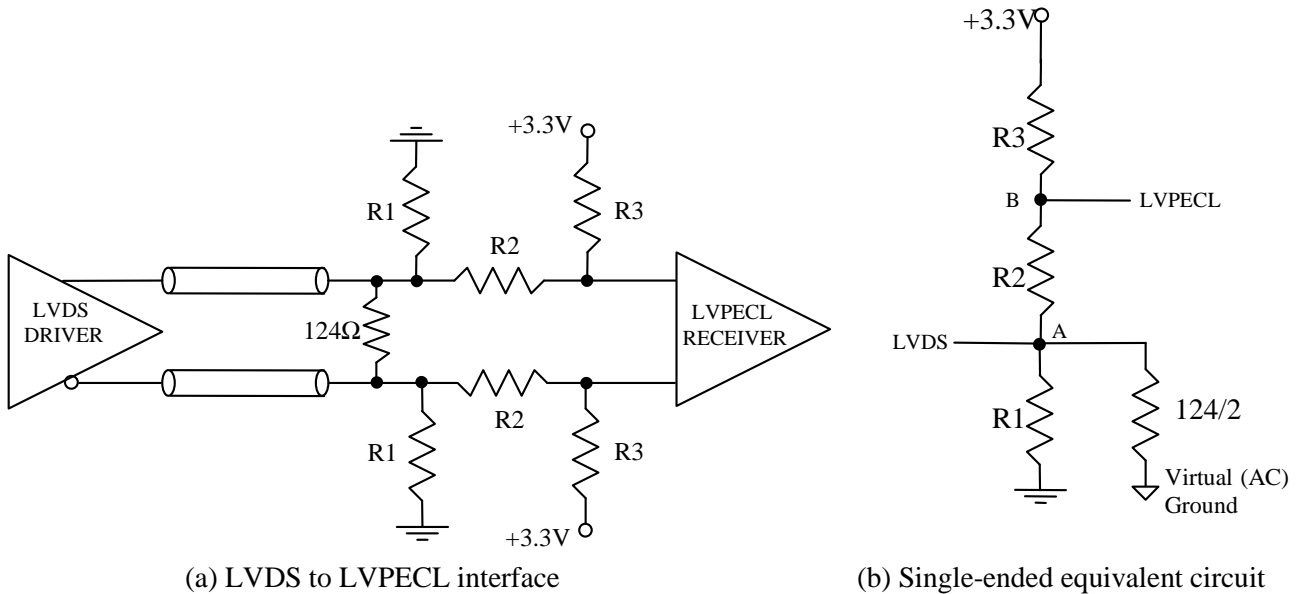 +3.3V
R3
B
LVPECL
R2
LVDS
A
R1
124/2
Virtual (AC)
Ground
+3.3V
R1
R3
R2
LVDS
DRIVER
124Ω
LVPECL
RECEIVER
R2
R1
R3
+3.3V
(a) LVDS to LVPECL interface
(b) Single-ended equivalent circuit